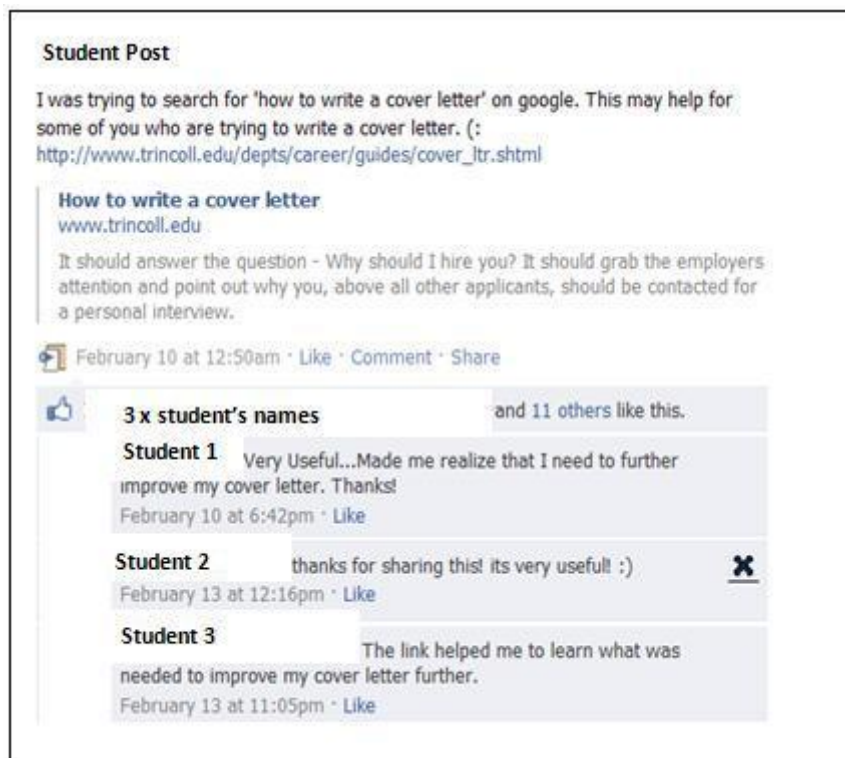 Student Post
I was trying to search for 'how to write a cover letter' on google. This may help for
some of you who are trying to write a cover letter. (:
http://www.trincoll.edu/depts/career/guides/cover_ltr.shtml
How to write a cover letter
www.trincoll.edu
It should answer the question - Why should I hire you? It should grab the employers
attention and point out why you, above all other applicants, should be contacted for
a personal interview.
February 10 at 12:50am · Like · Comment · Share
3 x student's names and 11 others like this.
Student 1 Very Useful...Made me realize that I need to further
improve my cover letter. Thanks!
February 10 at 6:42pm · Like
Student 2 thanks for sharing this! its very useful! :)
February 13 at 12:16pm · Like
Student 3 The link helped me to learn what was
needed to improve my cover letter further.
February 13 at 11:05pm · Like